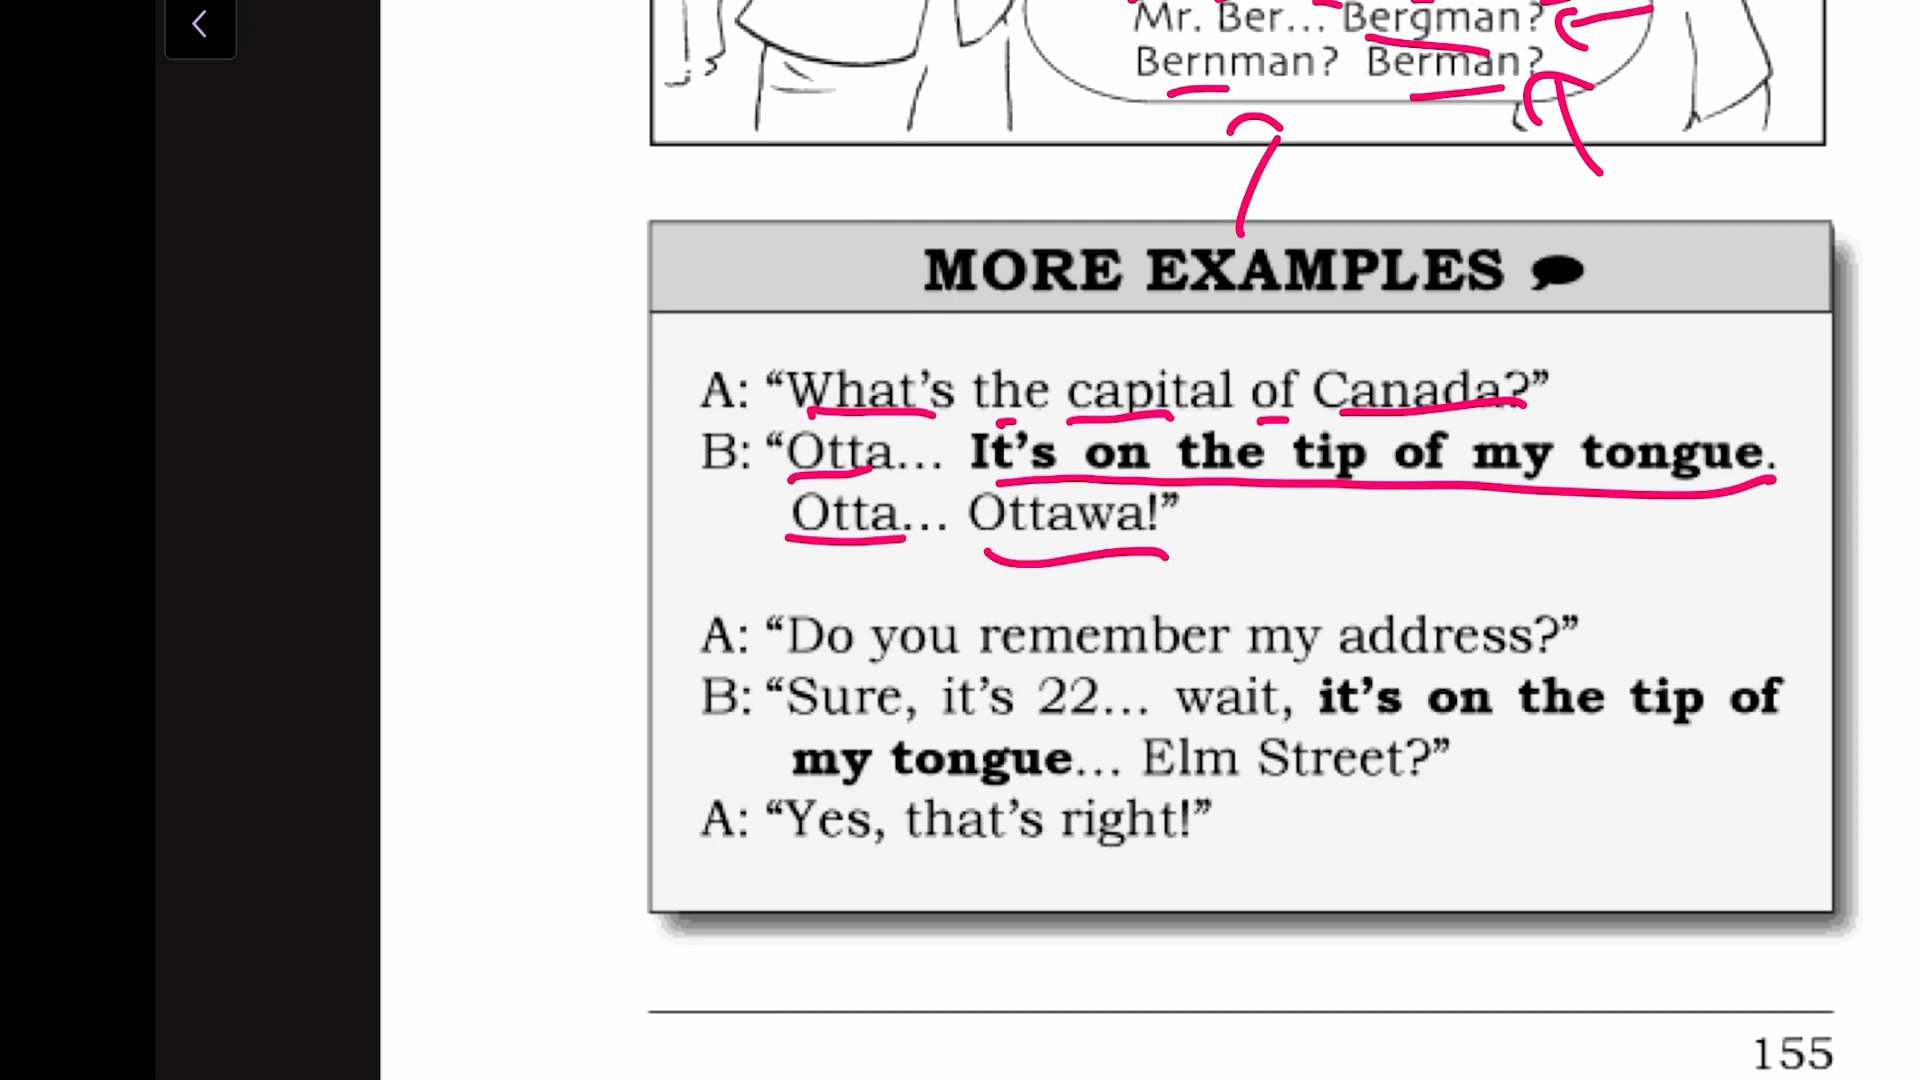 Mr. Ber... Bergman?
Bernman? Berman?
MORE EXAMPLES
A: “What’s the capital of Canada?”
B: “Otta... It’s on the tip of my tongue.
Otta... Ottawa!”
A: “Do you remember my address?”
B: “Sure, it’s 22... wait, it’s on the tip of
my tongue... Elm Street?”
A: “Yes, that’s right!”
155